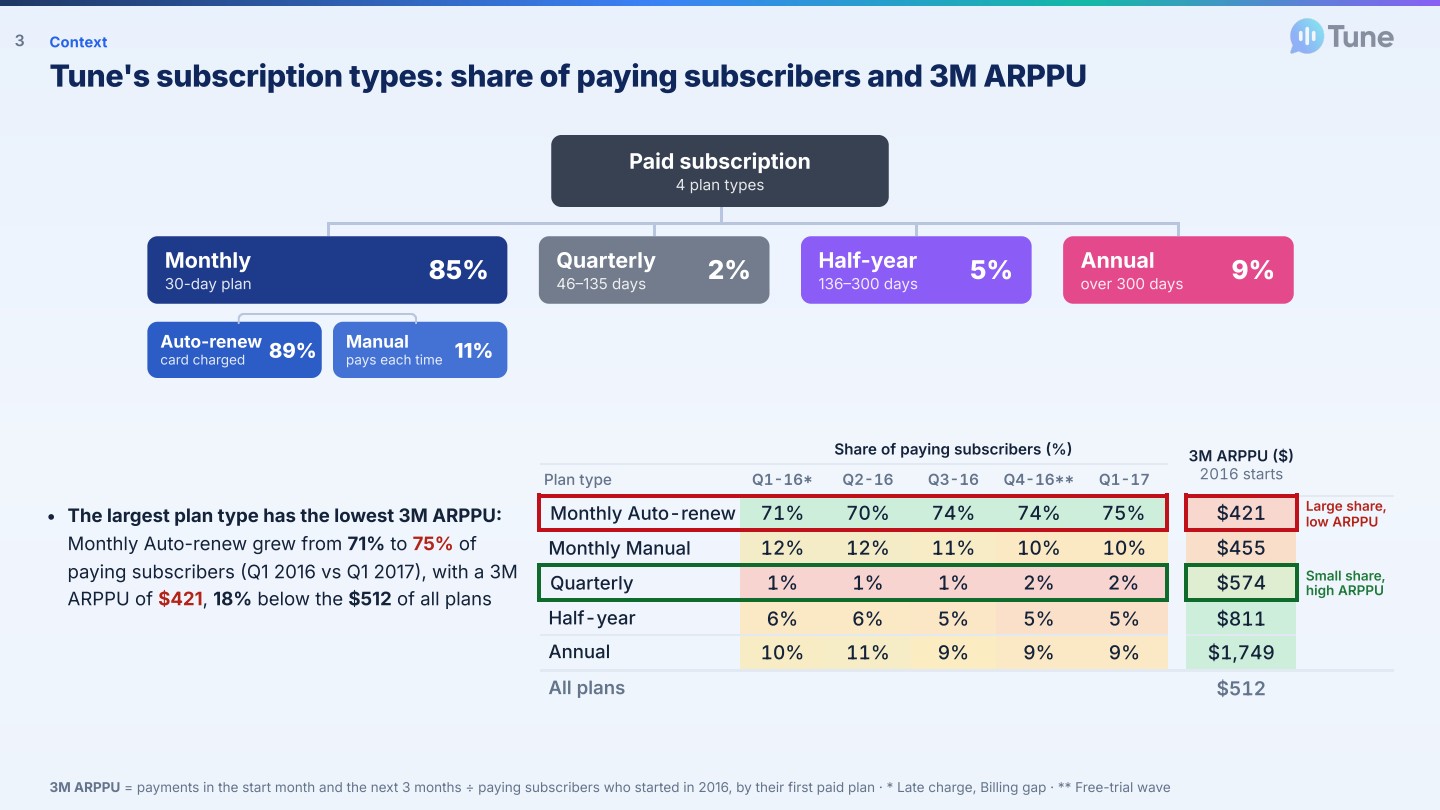 3
Context
Tune
Tune's subscription types: share of paying subscribers and 3M ARPPU
Paid subscription
4 plan types
Monthly
30-day plan
85%
Quarterly
46–135 days
2%
Half-year
136–300 days
5%
Annual
over 300 days
9%
Auto-renew
card charged
89%
Manual
pays each time
11%
• The largest plan type has the lowest 3M ARPPU:
Monthly Auto-renew grew from 71% to 75% of
paying subscribers (Q1 2016 vs Q1 2017), with a 3M
ARPPU of $421, 18% below the $512 of all plans
Share of paying subscribers (%)
3M ARPPU ($)
2016 starts
Plan type Q1-16* Q2-16 Q3-16 Q4-16** Q1-17
Monthly Auto-renew 71% 70% 74% 74% 75% $421
Large share,
low ARPPU
Monthly Manual 12% 12% 11% 10% 10% $455
Quarterly 1% 1% 1% 2% 2% $574
Small share,
high ARPPU
Half-year 6% 6% 5% 5% 5% $811
Annual 10% 11% 9% 9% 9% $1,749
All plans $512
3M ARPPU = payments in the start month and the next 3 months ÷ paying subscribers who started in 2016, by their first paid plan · * Late charge, Billing gap · ** Free-trial wave